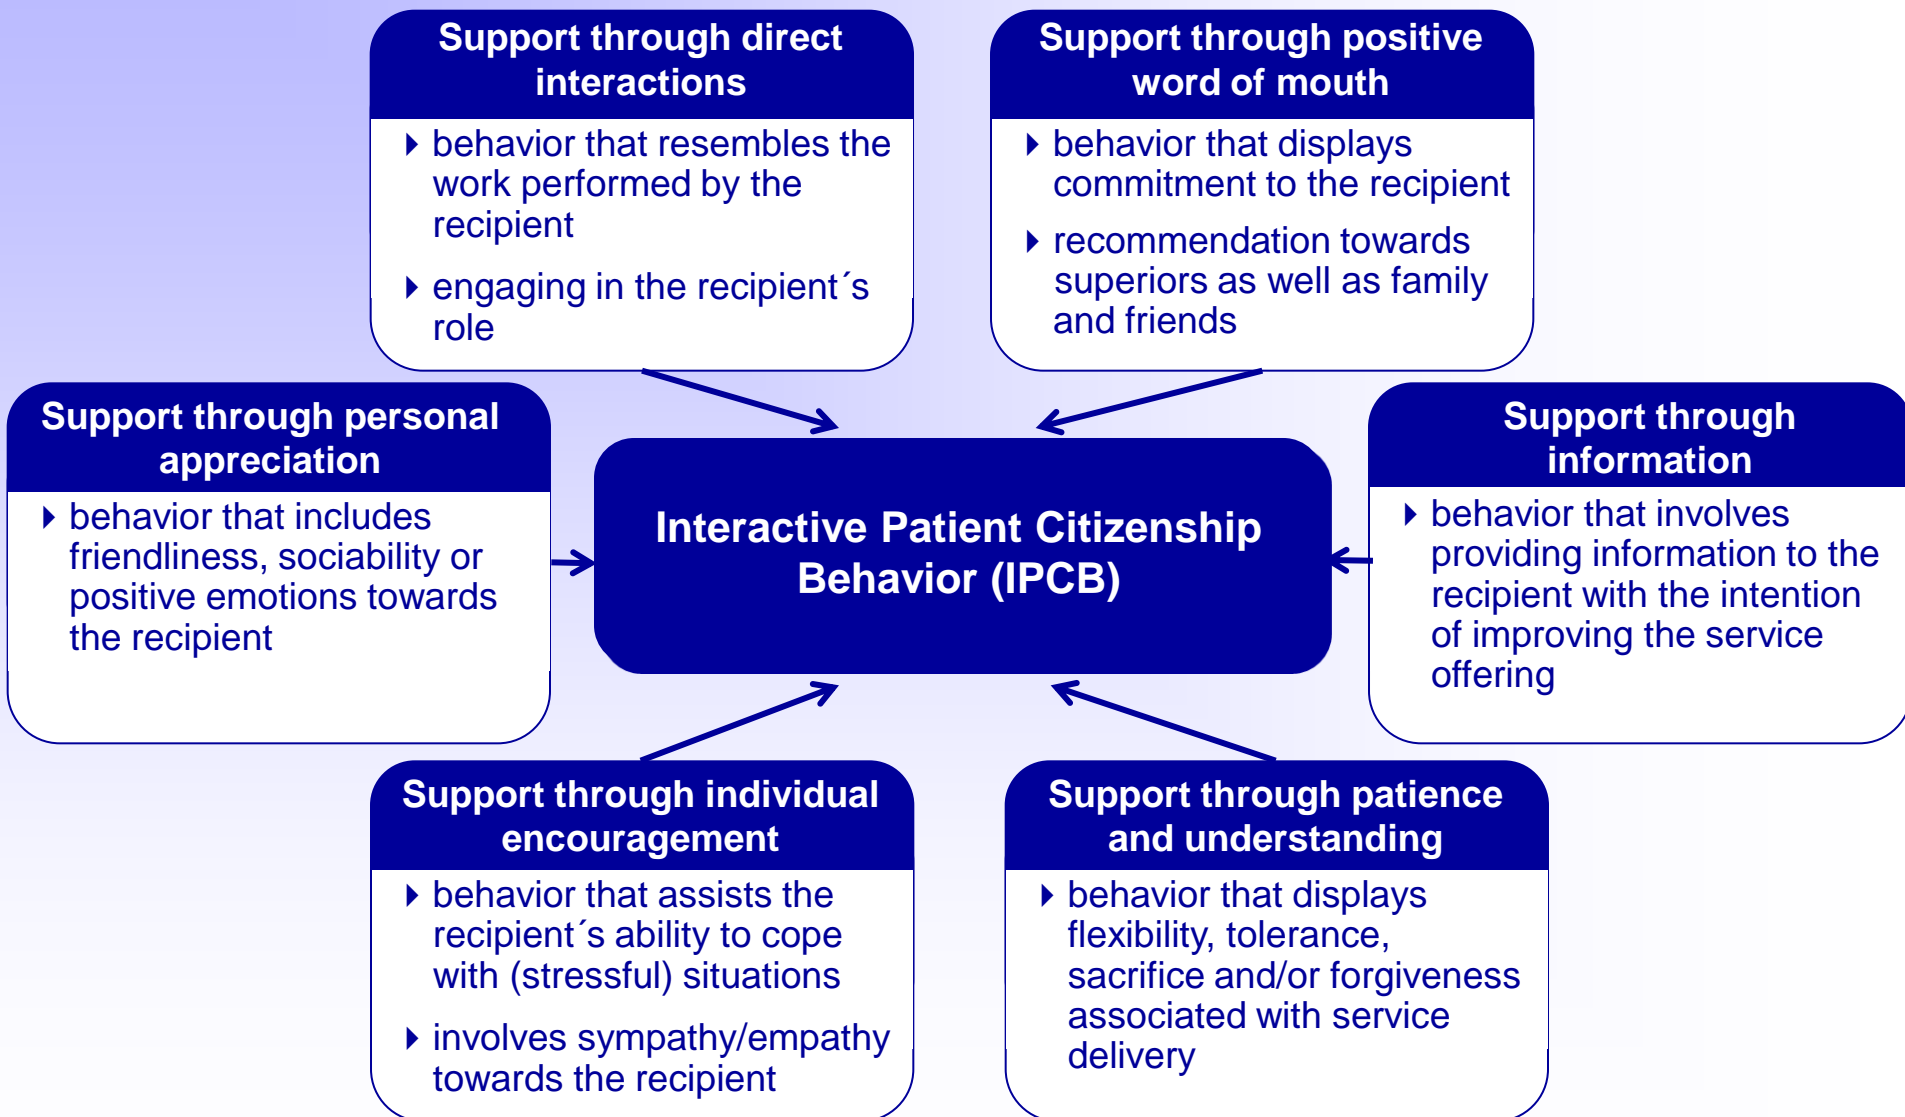 Support through direct
interactions
▸ behavior that resembles the
work performed by the
recipient
▸ engaging in the recipient´s
role
Support through positive
word of mouth
▸ behavior that displays
commitment to the recipient
▸ recommendation towards
superiors as well as family
and friends
Support through personal
appreciation
▸ behavior that includes
friendliness, sociability or
positive emotions towards
the recipient
Interactive Patient Citizenship
Behavior (IPCB)
Support through
information
▸ behavior that involves
providing information to the
recipient with the intention
of improving the service
offering
Support through individual
encouragement
▸ behavior that assists the
recipient´s ability to cope
with (stressful) situations
▸ involves sympathy/empathy
towards the recipient
Support through patience
and understanding
▸ behavior that displays
flexibility, tolerance,
sacrifice and/or forgiveness
associated with service
delivery